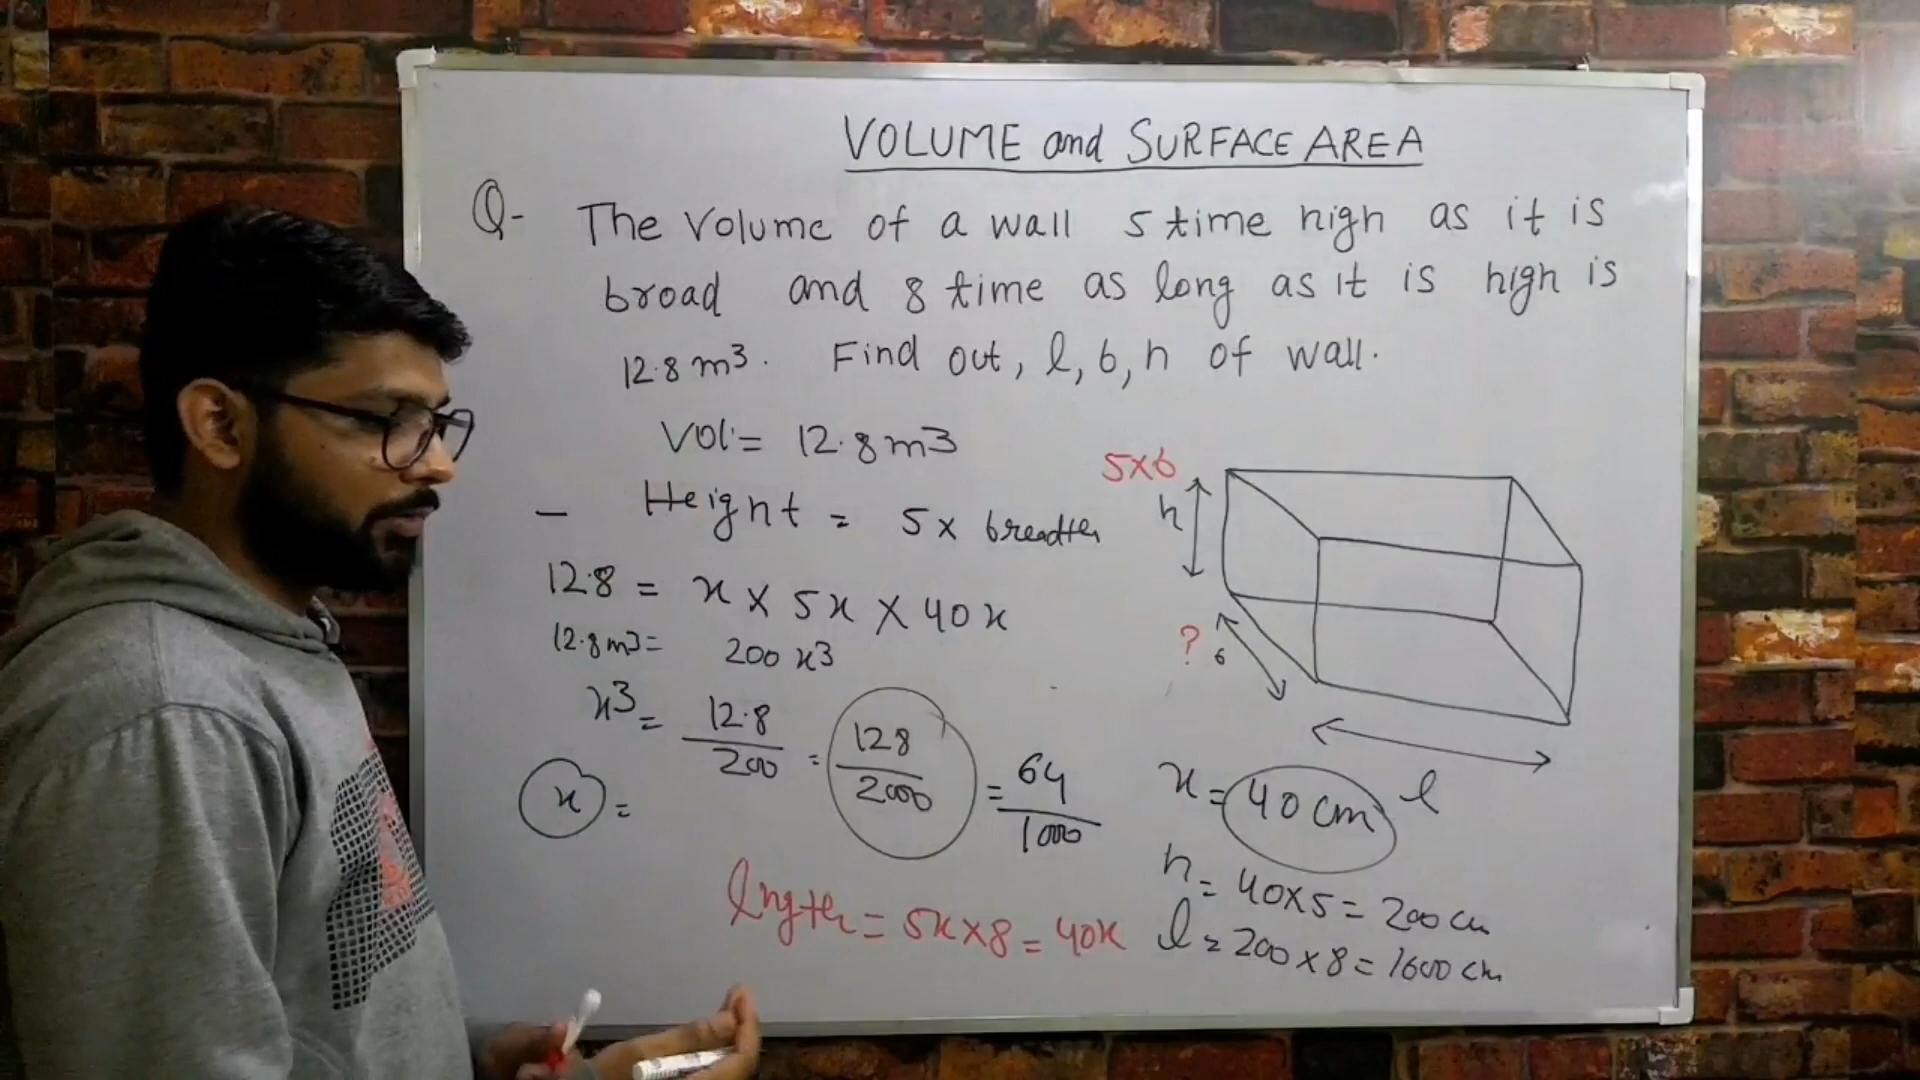 VOLUME and SURFACE AREA
Q- The volume of a wall 5 time high as it is
broad and 8 time as long as it is high is
12.8 m3. Find out, l, b, h of wall.
Vol = 12.8 m3
- Height = 5 x breadth
12.8 = x × 5x × 40x
12.8 m3 = 200 x3
x3 = 12.8/200 = 128/2000 = 64/1000
x =
length = 5x×8 = 40x
5×b
h
? b
l
x = 40 cm
h = 40×5 = 200 cm
l = 200×8 = 1600 cm